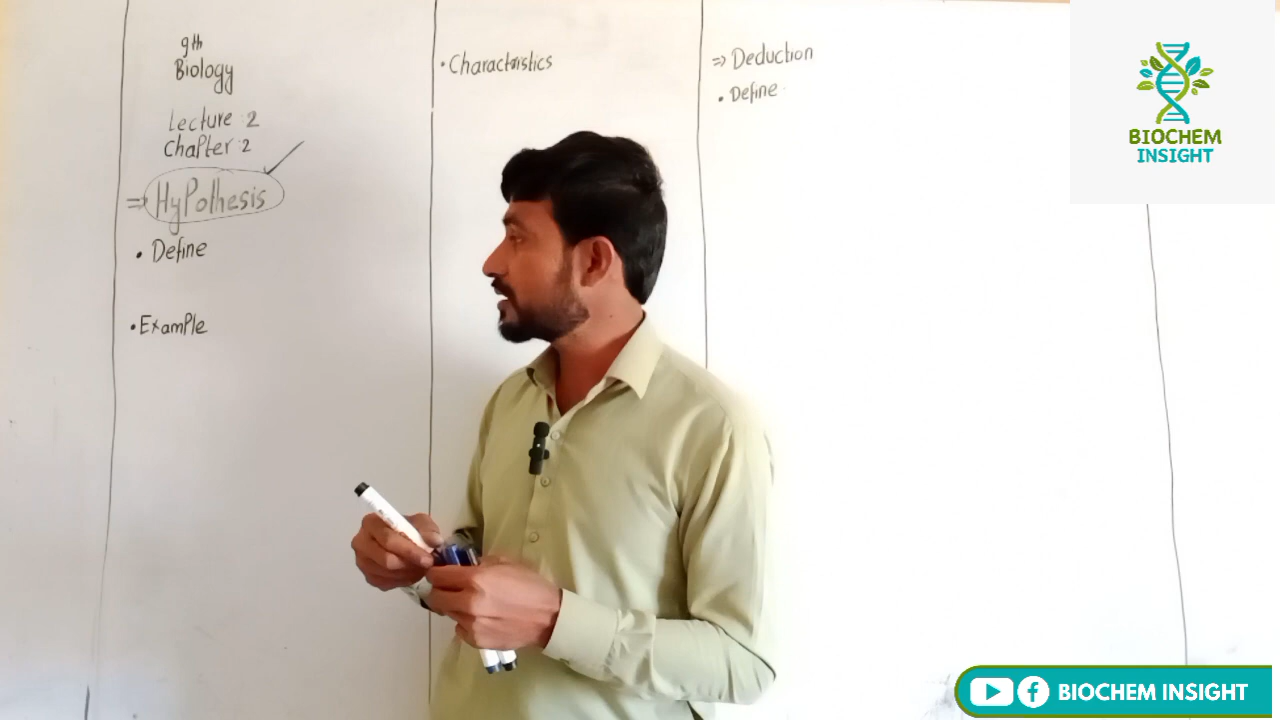 9th
Biology
Lecture : 2
Chapter : 2
⇒ Hypothesis
• Define
• Example
• Characteristics
⇒ Deduction
• Define
BIOCHEM
INSIGHT
BIOCHEM INSIGHT